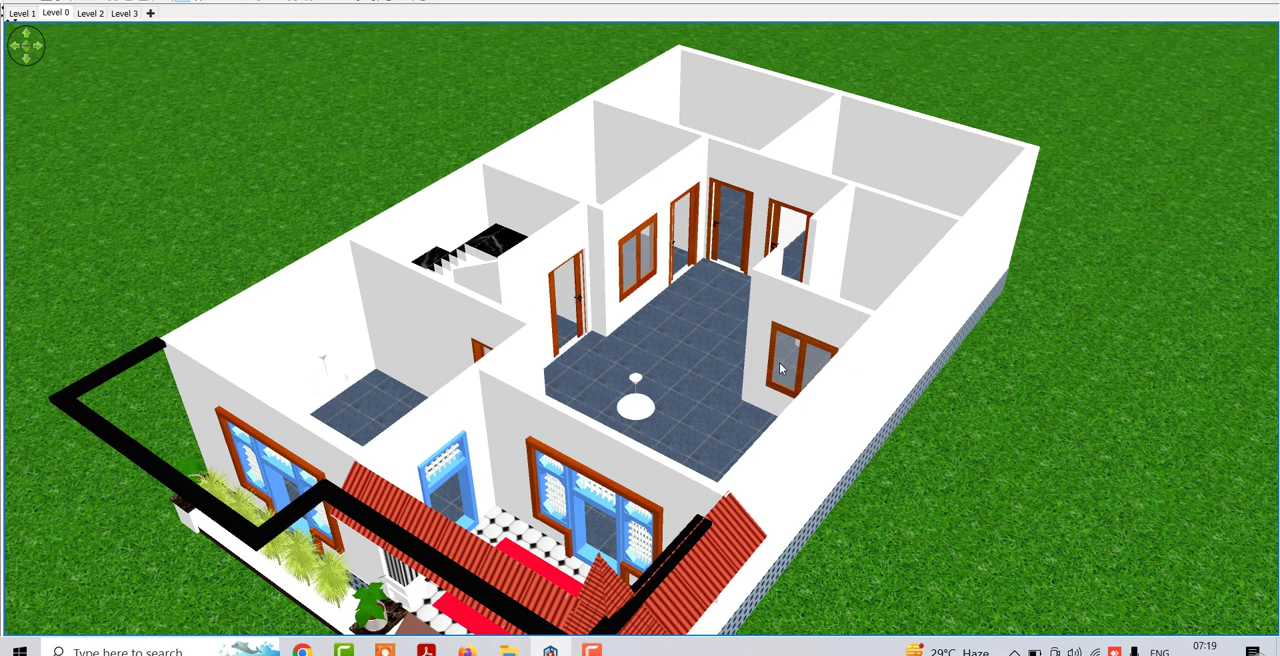 Level 1 Level 0 Level 2 Level 3
Type here to search
29°C Haze
ENG
07:19